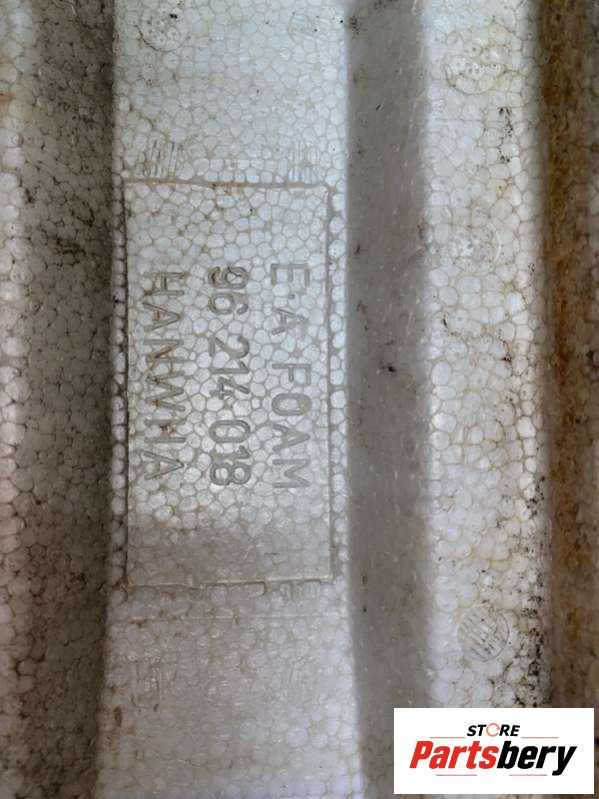 E.A FOAM
96 214 018
HANWHA
STORE
Partsbery